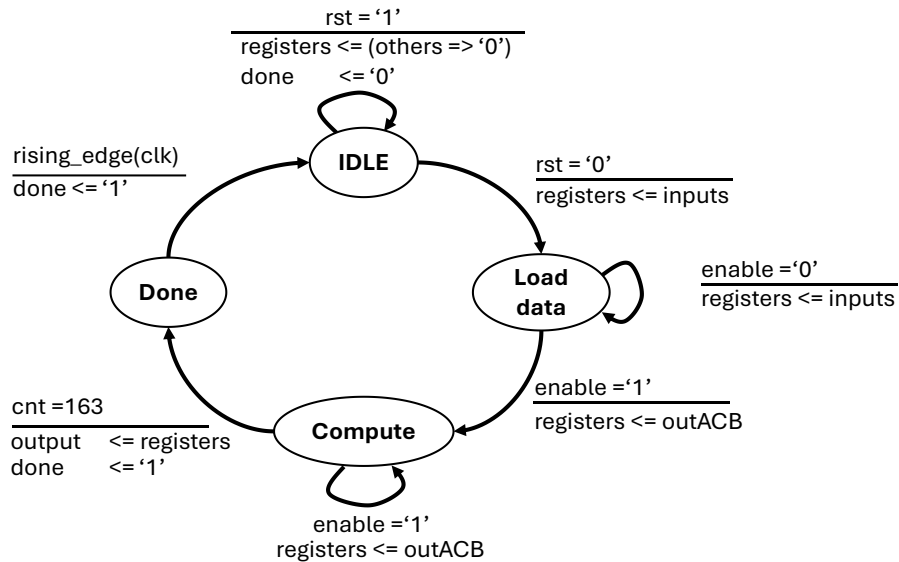 rst = ‘1’
registers <= (others => ‘0’)
done <= ‘0’
IDLE
rising_edge(clk)
done <= ‘1’
rst = ‘0’
registers <= inputs
Load
data
enable =‘0’
registers <= inputs
Done
enable =‘1’
registers <= outACB
cnt =163
output <= registers
done <= ‘1’
Compute
enable =‘1’
registers <= outACB